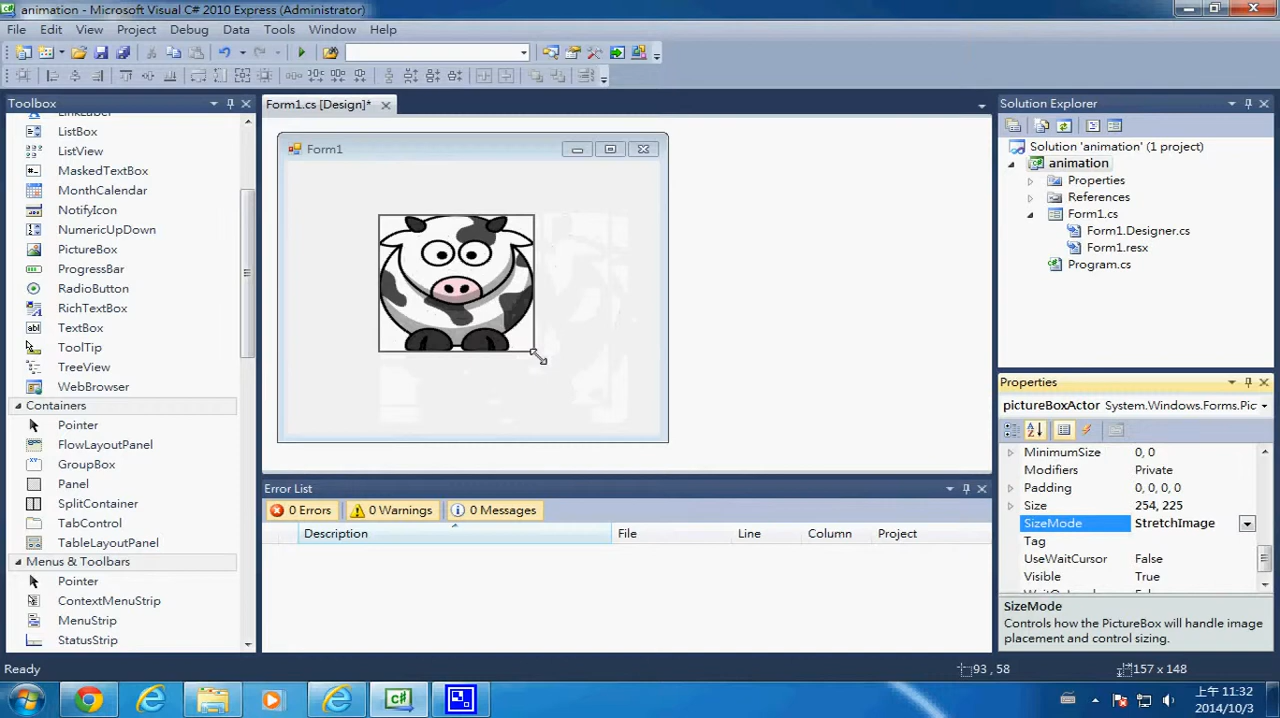 animation - Microsoft Visual C# 2010 Express (Administrator)
File Edit View Project Debug Data Tools Window Help
Toolbox
LinkLabel
ListBox
ListView
MaskedTextBox
MonthCalendar
NotifyIcon
NumericUpDown
PictureBox
ProgressBar
RadioButton
RichTextBox
TextBox
ToolTip
TreeView
WebBrowser
Containers
Pointer
FlowLayoutPanel
GroupBox
Panel
SplitContainer
TabControl
TableLayoutPanel
Menus & Toolbars
Pointer
ContextMenuStrip
MenuStrip
StatusStrip
Form1.cs [Design]*
Form1
Error List
0 Errors 0 Warnings 0 Messages
Description File Line Column Project
Solution Explorer
Solution 'animation' (1 project)
animation
Properties
References
Form1.cs
Form1.Designer.cs
Form1.resx
Program.cs
Properties
pictureBoxActor System.Windows.Forms.Pic
MinimumSize 0, 0
Modifiers Private
Padding 0, 0, 0, 0
Size 254, 225
SizeMode StretchImage
Tag
UseWaitCursor False
Visible True
SizeMode
Controls how the PictureBox will handle image
placement and control sizing.
Ready 93 , 58 157 x 148
上午 11:32
2014/10/3